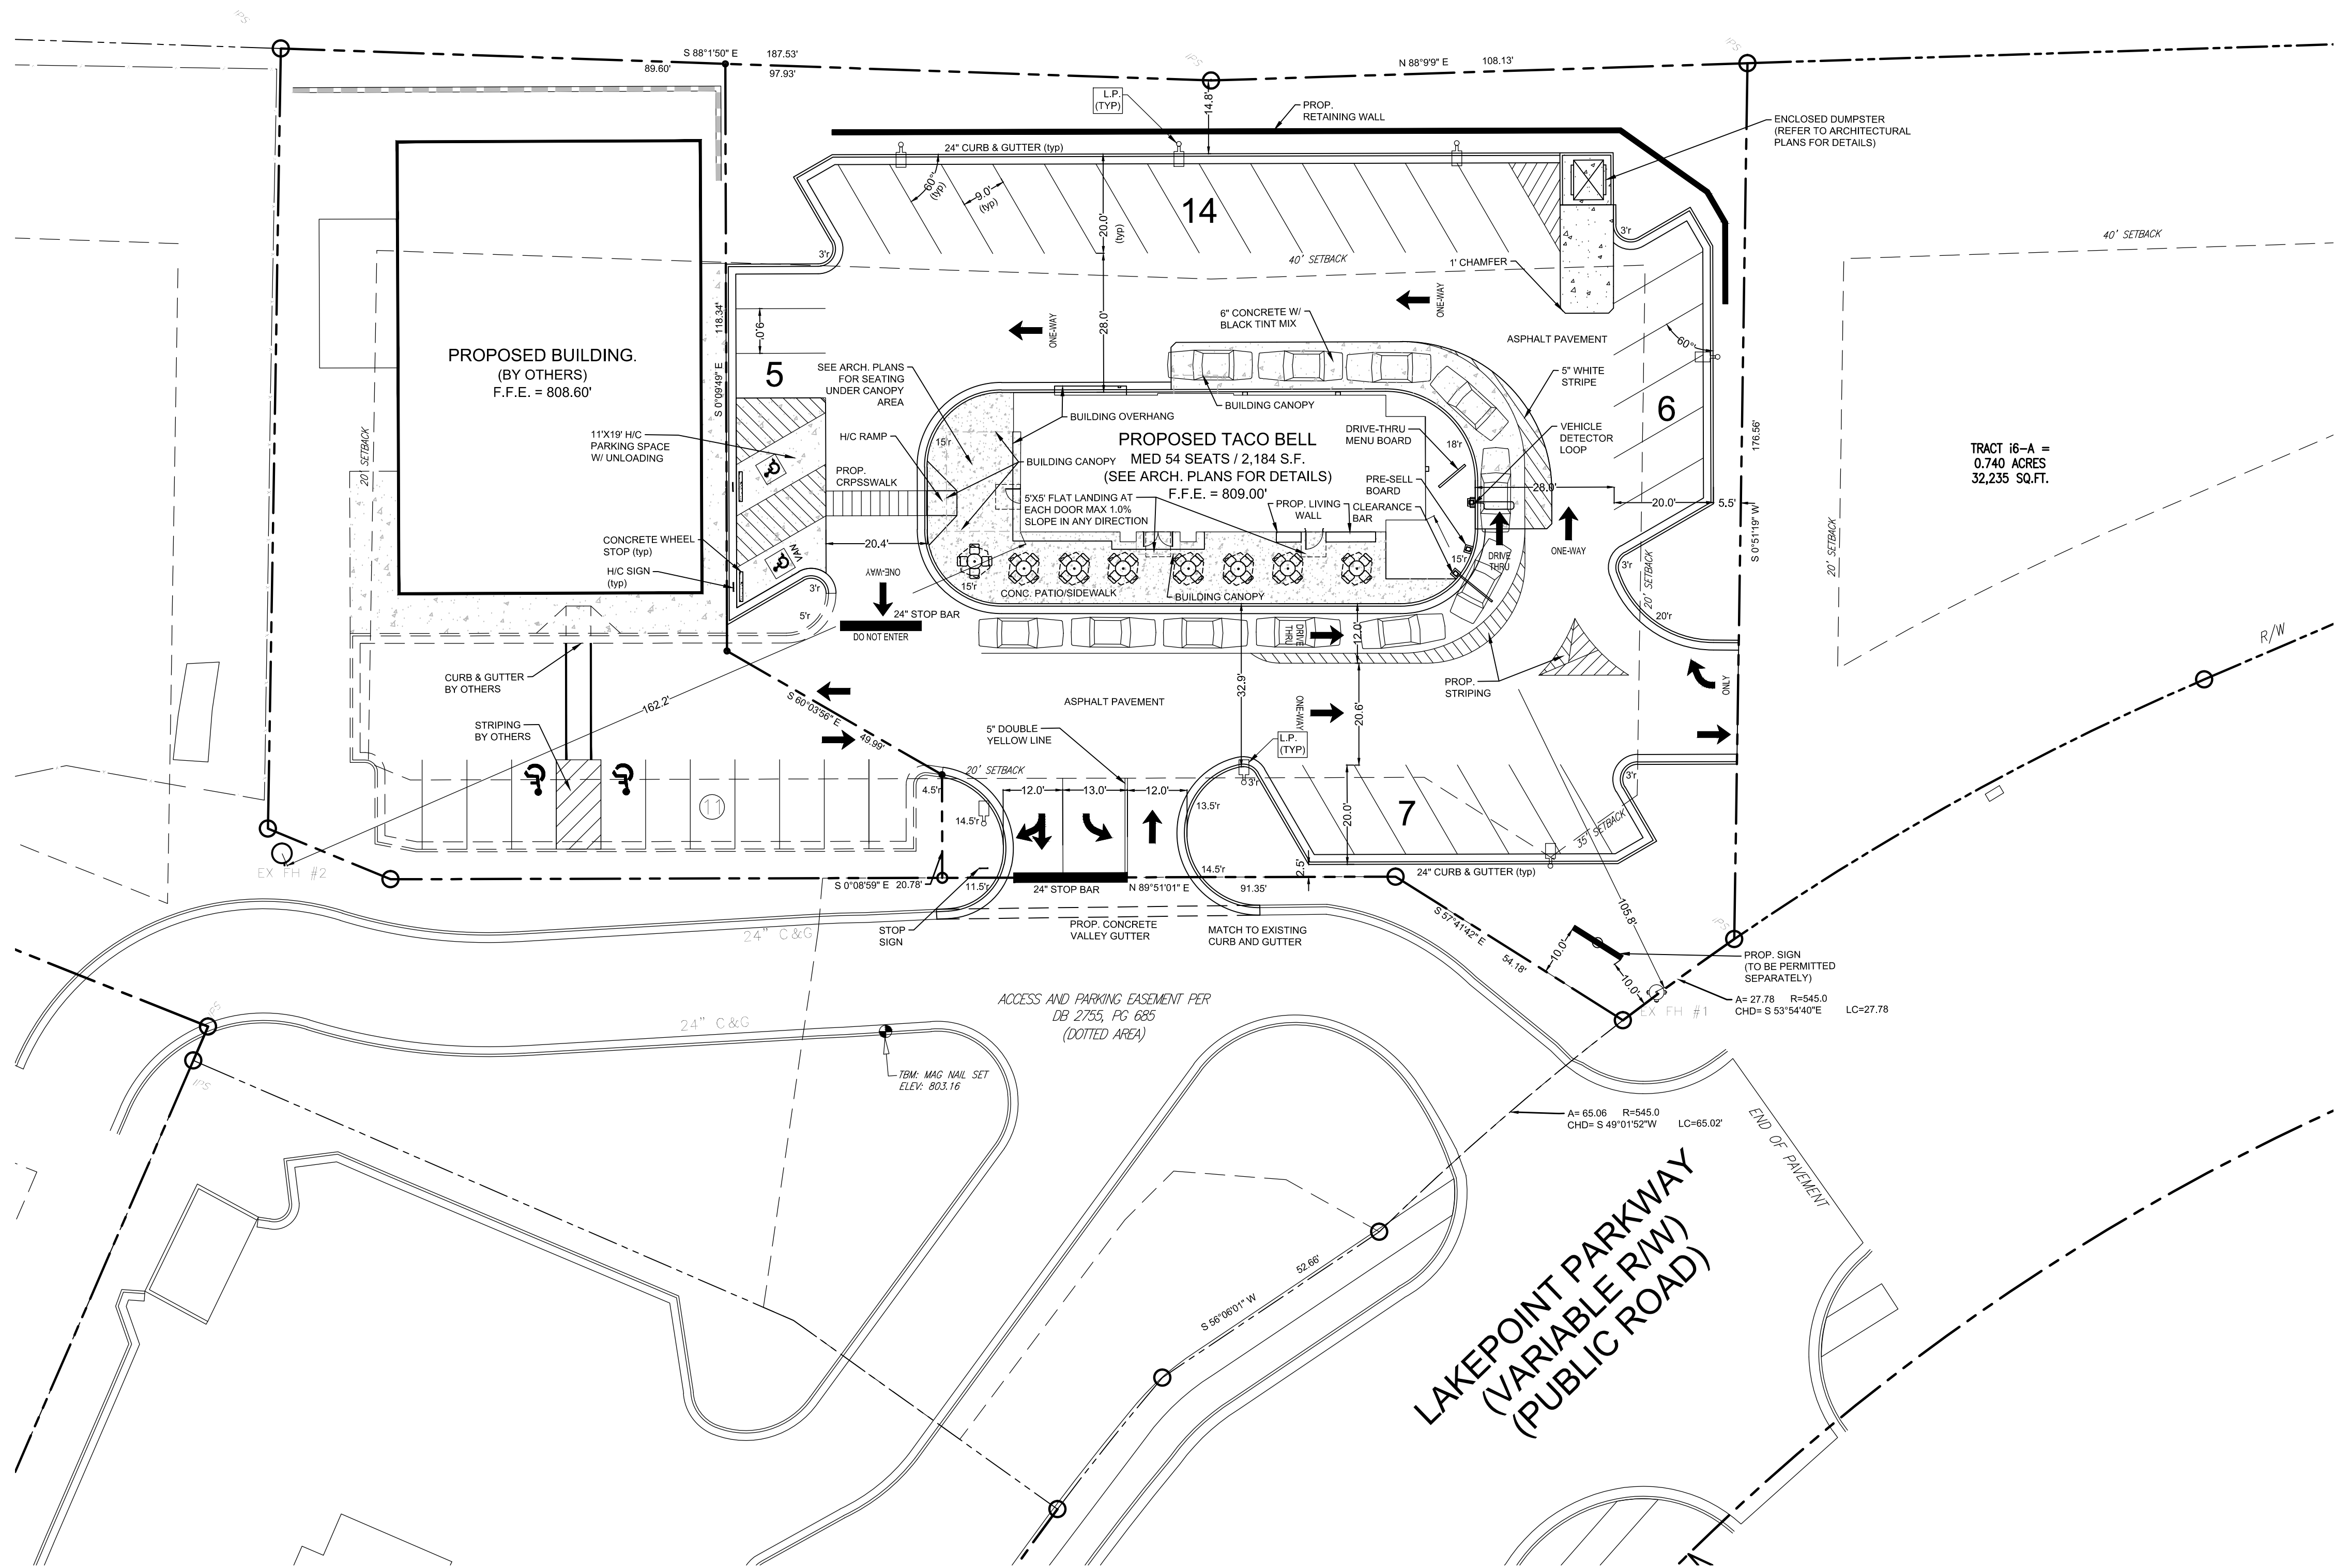 IPS
IPS
IPS
S 88°1'50" E 187.53'
89.60'
97.93'
N 88°9'9" E 108.13'
L.P.
(TYP)
14.8'
PROP.
RETAINING WALL
ENCLOSED DUMPSTER
(REFER TO ARCHITECTURAL
PLANS FOR DETAILS)
24" CURB & GUTTER (typ)
60°
(typ)
9.0'
(typ)
14
20.0'
(typ)
3'r
3'r
40' SETBACK
40' SETBACK
1' CHAMFER
28.0'
ONE-WAY
ONE-WAY
6" CONCRETE W/
BLACK TINT MIX
ASPHALT PAVEMENT
60°
5" WHITE
STRIPE
6
118.34'
S 0°09'49" E
9.0'
5
PROPOSED BUILDING.
(BY OTHERS)
F.F.E. = 808.60'
SEE ARCH. PLANS
FOR SEATING
UNDER CANOPY
AREA
BUILDING CANOPY
BUILDING OVERHANG
H/C RAMP
15'r
PROPOSED TACO BELL
MED 54 SEATS / 2,184 S.F.
(SEE ARCH. PLANS FOR DETAILS)
F.F.E. = 809.00'
BUILDING CANOPY
DRIVE-THRU
MENU BOARD
18'r
VEHICLE
DETECTOR
LOOP
PRE-SELL
BOARD
11'X19' H/C
PARKING SPACE
W/ UNLOADING
PROP.
CRPSSWALK
20' SETBACK
5'X5' FLAT LANDING AT
EACH DOOR MAX 1.0%
SLOPE IN ANY DIRECTION
PROP. LIVING
WALL
CLEARANCE
BAR
28.0'
20.0'
5.5'
176.56'
S 0°51'19" W
TRACT i6-A =
0.740 ACRES
32,235 SQ.FT.
CONCRETE WHEEL
STOP (typ)
VAN
20.4'
H/C SIGN
(typ)
ONE-WAY
3'r
5'r
15'r
15'r
DRIVE
THRU
ONE-WAY
3'r
20' SETBACK
20' SETBACK
20'r
CONC. PATIO/SIDEWALK
BUILDING CANOPY
24" STOP BAR
DO NOT ENTER
DRIVE
THRU
12.0'
R/W
CURB & GUTTER
BY OTHERS
162.2'
S 60°03'56" E
49.99'
ASPHALT PAVEMENT
32.9'
ONE-WAY
20.6'
PROP.
STRIPING
ONLY
STRIPING
BY OTHERS
5" DOUBLE
YELLOW LINE
L.P.
(TYP)
20' SETBACK
11
4.5'r
14.5'r
12.0'
13.0'
12.0'
13.5'r
3'r
20.0'
7
3'r
35' SETBACK
EX FH #2
S 0°08'59" E 20.78'
11.5'r
24" STOP BAR
N 89°51'01" E
14.5'r
91.35'
2.5'
24" CURB & GUTTER (typ)
24" C&G
STOP
SIGN
PROP. CONCRETE
VALLEY GUTTER
MATCH TO EXISTING
CURB AND GUTTER
S 57°41'42" E
54.18'
105.8'
IPS
10.0'
10.0'
PROP. SIGN
(TO BE PERMITTED
SEPARATELY)
A= 27.78 R=545.0
CHD= S 53°54'40"E LC=27.78
EX FH #1
IPS
24" C&G
ACCESS AND PARKING EASEMENT PER
DB 2755, PG 685
(DOTTED AREA)
IPS
TBM: MAG NAIL SET
ELEV: 803.16
A= 65.06 R=545.0
CHD= S 49°01'52"W LC=65.02'
END OF PAVEMENT
LAKEPOINT PARKWAY
(VARIABLE R/W)
(PUBLIC ROAD)
S 56°06'01" W
52.66'